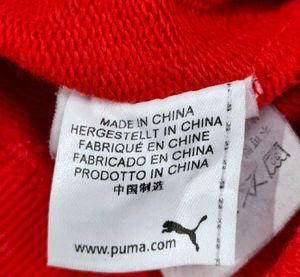 MADE IN CHINA
HERGESTELLT IN CHINA
FABRIQUÉ EN CHINE
FABRICADO EN CHINA
PRODOTTO IN CHINA
中国制造
www.puma.com